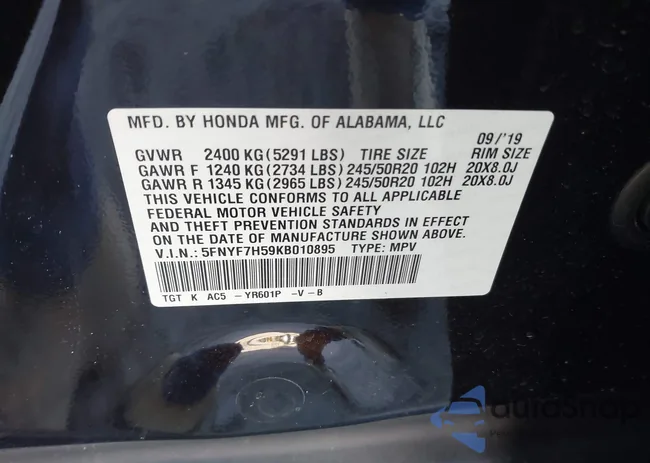 MFD. BY HONDA MFG. OF ALABAMA, LLC
09/'19
GVWR 2400 KG (5291 LBS) TIRE SIZE RIM SIZE
GAWR F 1240 KG (2734 LBS) 245/50R20 102H 20X8.0J
GAWR R 1345 KG (2965 LBS) 245/50R20 102H 20X8.0J
THIS VEHICLE CONFORMS TO ALL APPLICABLE
FEDERAL MOTOR VEHICLE SAFETY
AND THEFT PREVENTION STANDARDS IN EFFECT
ON THE DATE OF MANUFACTURE SHOWN ABOVE.
V.I.N.: 5FNYF7H59KB010895 TYPE: MPV
TGT K AC5 -YR601P -V-B
autoShop